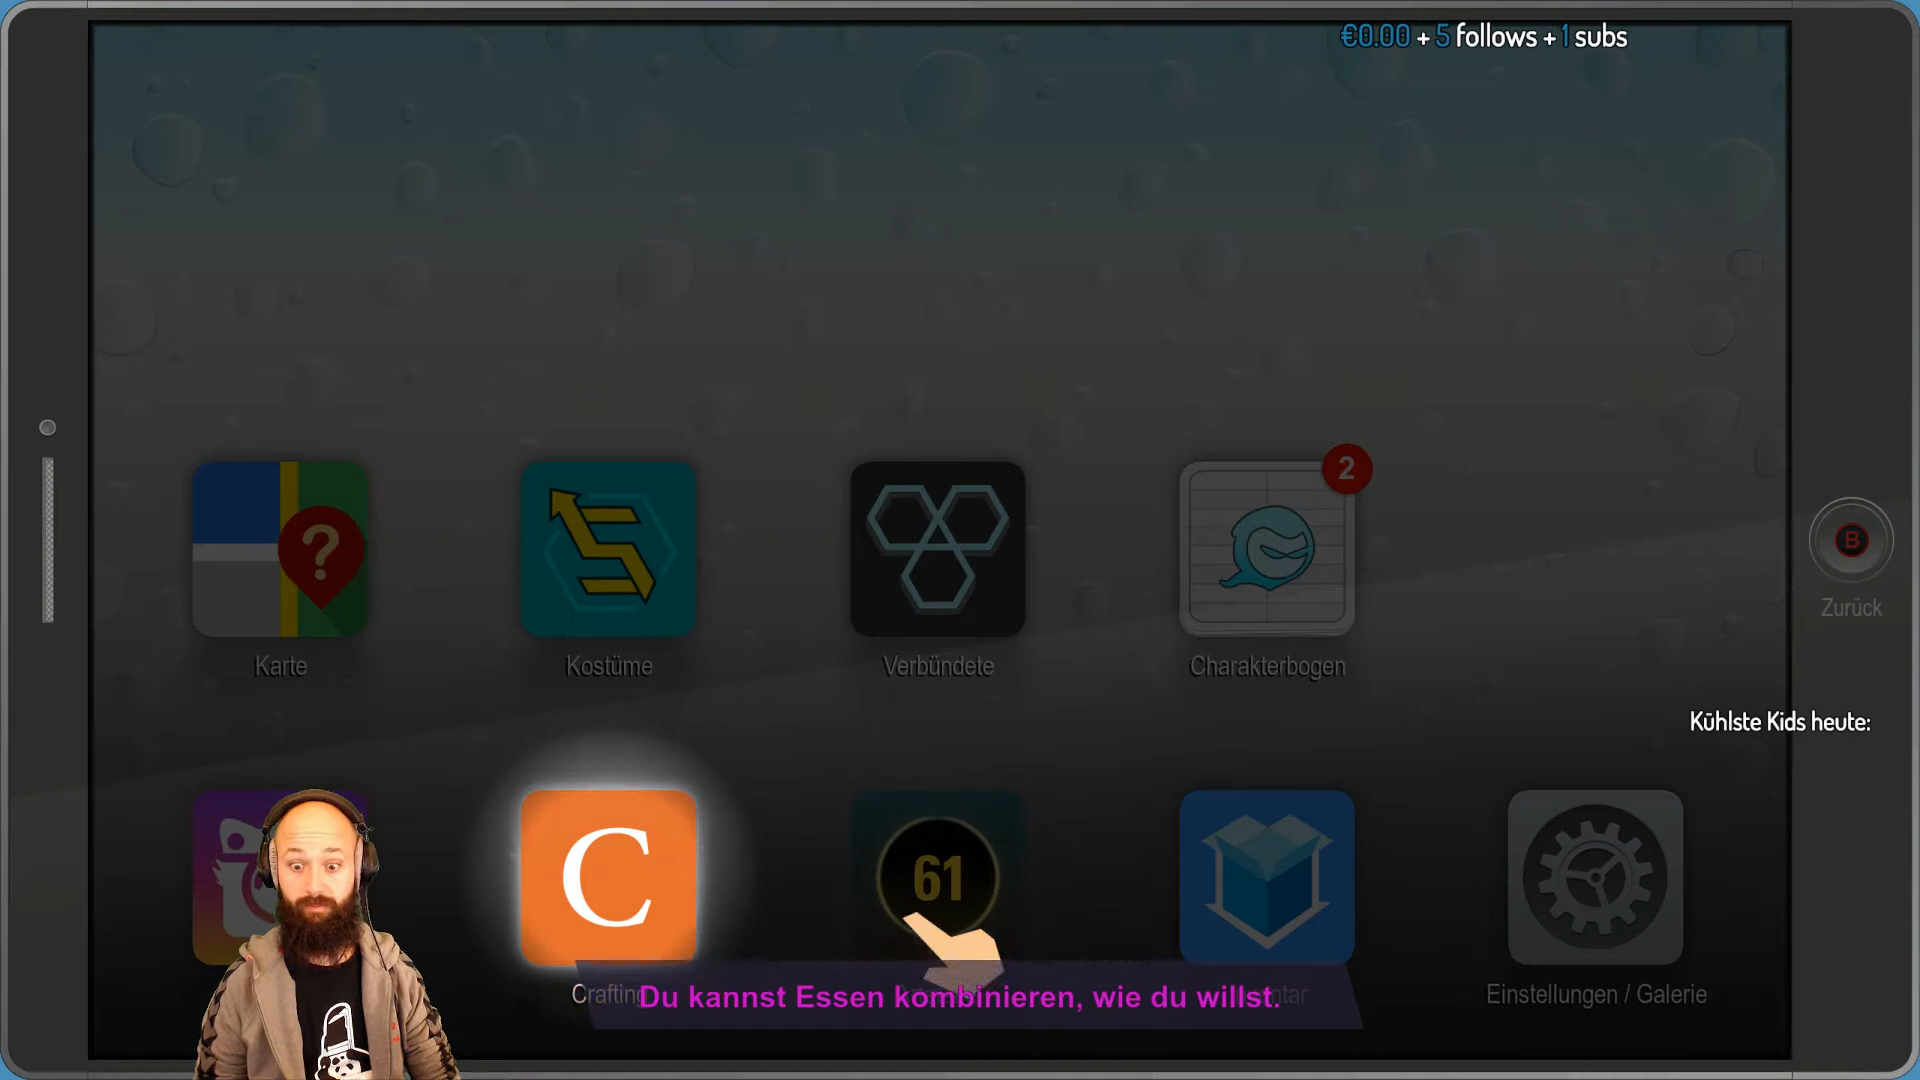 €0.00 + 5 follows + 1 subs
2
?
B
Zurück
Karte
Kostüme
Verbündete
Charakterbogen
Kühlste Kids heute:
C
61
Crafting
Einstellungen / Galerie
Du kannst Essen kombinieren, wie du willst.